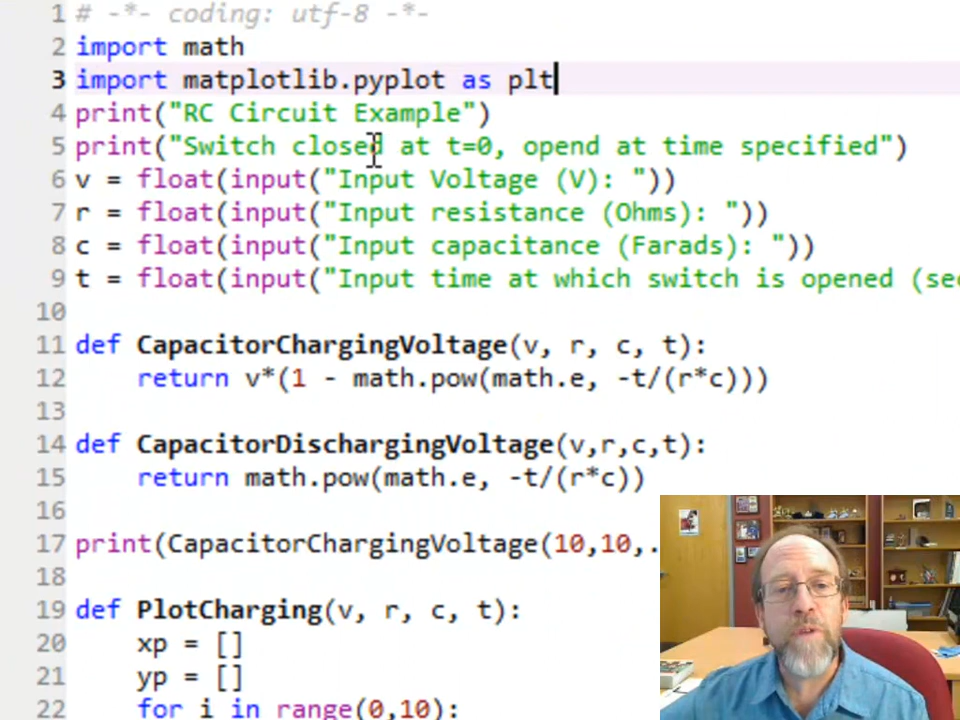 1 # -*- coding: utf-8 -*-
2 import math
3 import matplotlib.pyplot as plt
4 print("RC Circuit Example")
5 print("Switch closed at t=0, opend at time specified")
6 v = float(input("Input Voltage (V): "))
7 r = float(input("Input resistance (Ohms): "))
8 c = float(input("Input capacitance (Farads): "))
9 t = float(input("Input time at which switch is opened (sec
10
11 def CapacitorChargingVoltage(v, r, c, t):
12 return v*(1 - math.pow(math.e, -t/(r*c)))
13
14 def CapacitorDischargingVoltage(v,r,c,t):
15 return math.pow(math.e, -t/(r*c))
16
17 print(CapacitorChargingVoltage(10,10,.
18
19 def PlotCharging(v, r, c, t):
20 xp = []
21 yp = []
22 for i in range(0,10):